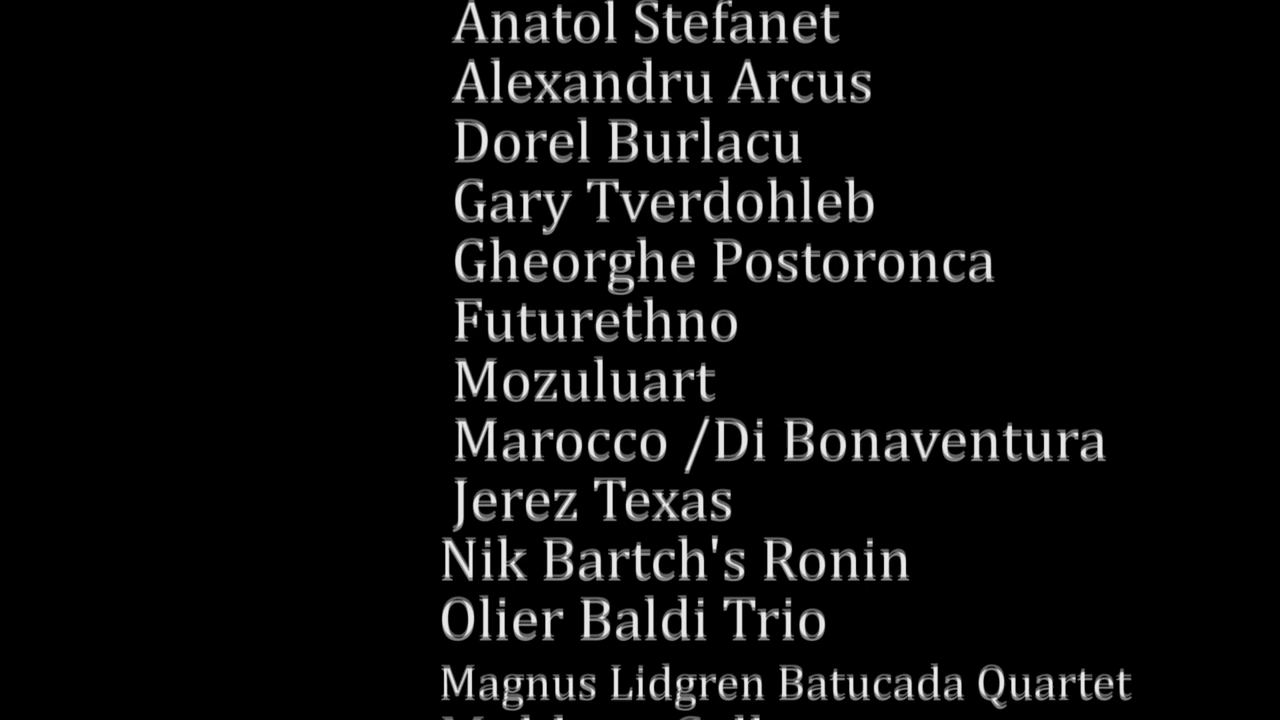 Anatol Stefanet
Alexandru Arcus
Dorel Burlacu
Gary Tverdohleb
Gheorghe Postoronca
Futurethno
Mozuluart
Marocco /Di Bonaventura
Jerez Texas
Nik Bartch's Ronin
Olier Baldi Trio
Magnus Lidgren Batucada Quartet